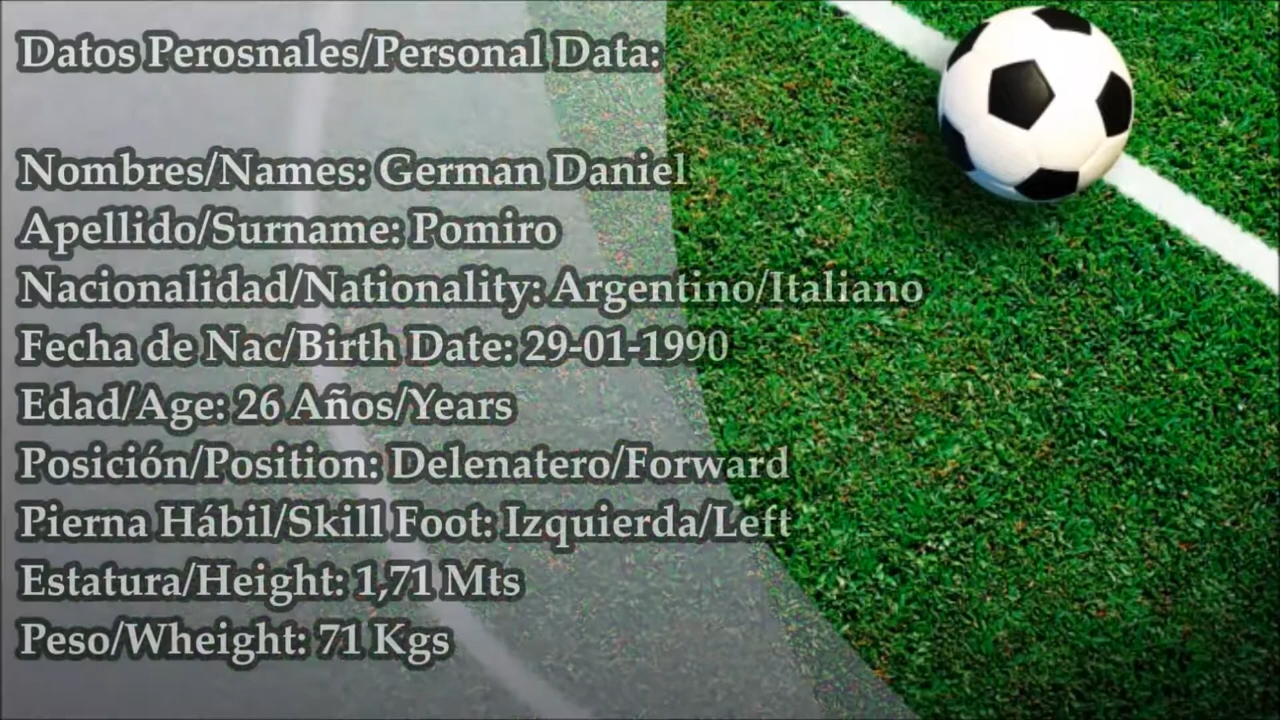 Datos Perosnales/Personal Data:
Nombres/Names: German Daniel
Apellido/Surname: Pomiro
Nacionalidad/Nationality: Argentino/Italiano
Fecha de Nac/Birth Date: 29-01-1990
Edad/Age: 26 Años/Years
Posición/Position: Delenatero/Forward
Pierna Hábil/Skill Foot: Izquierda/Left
Estatura/Height: 1,71 Mts
Peso/Wheight: 71 Kgs